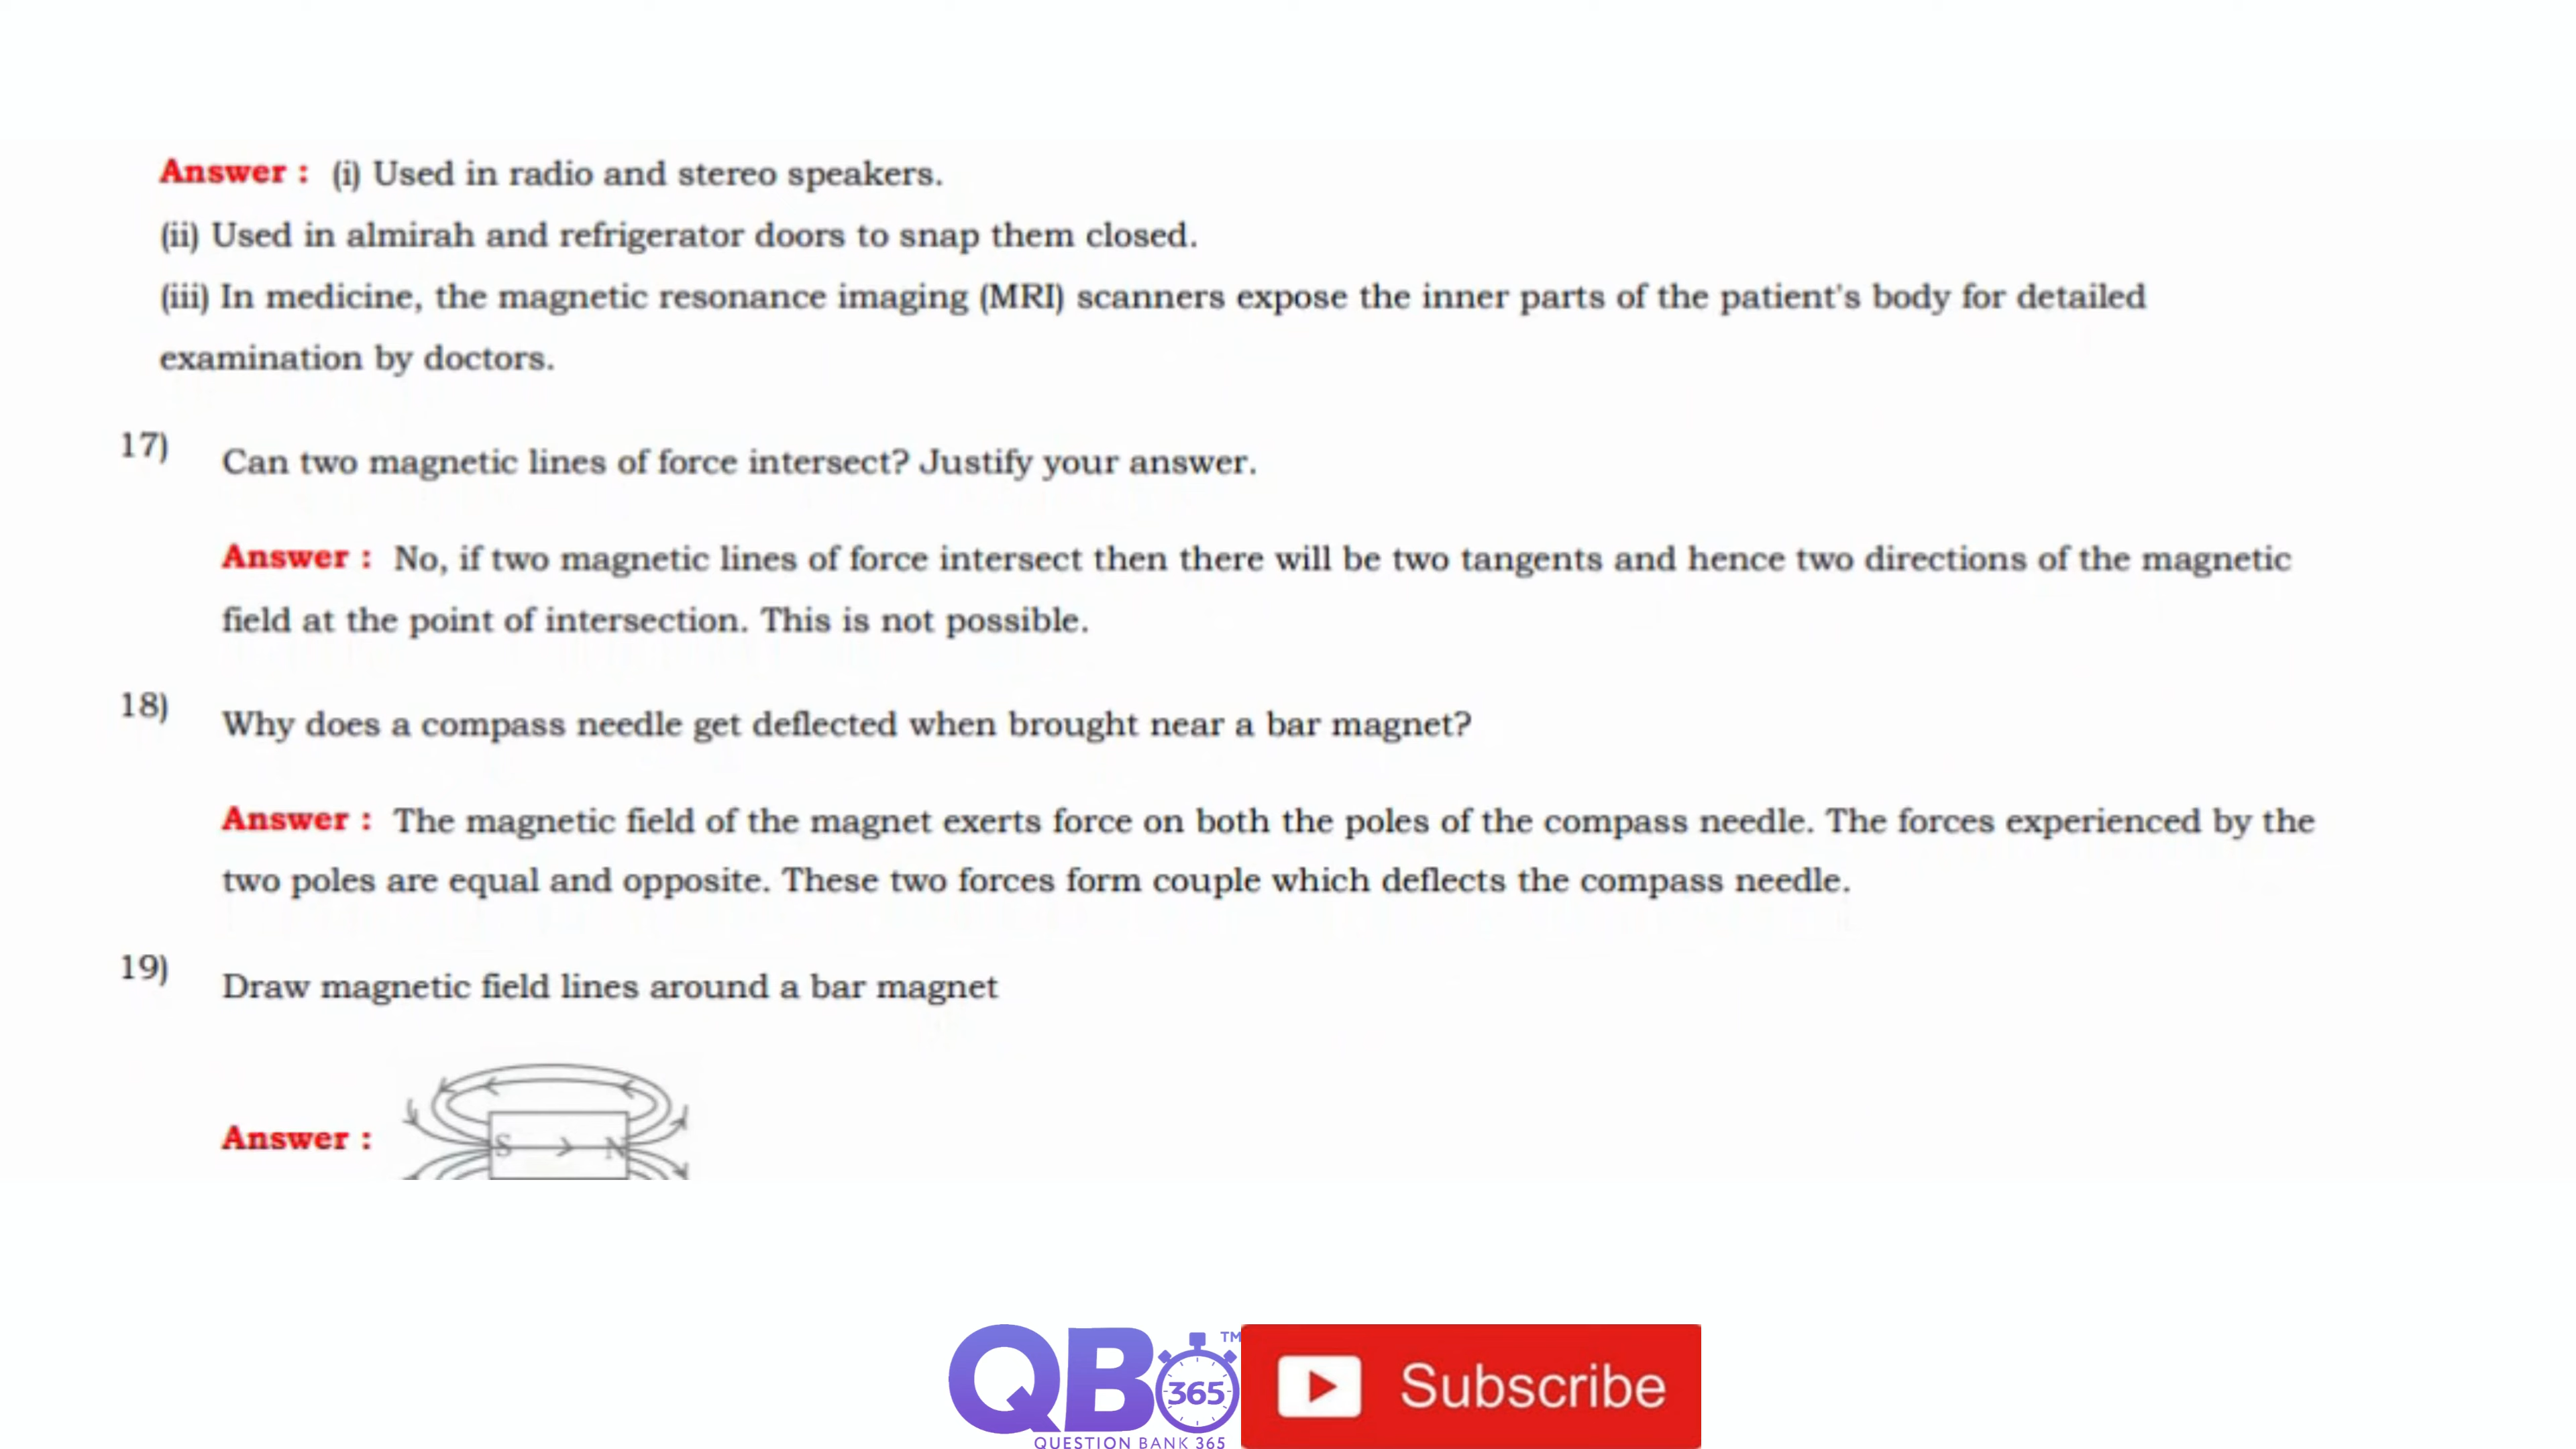 Answer : (i) Used in radio and stereo speakers.
(ii) Used in almirah and refrigerator doors to snap them closed.
(iii) In medicine, the magnetic resonance imaging (MRI) scanners expose the inner parts of the patient's body for detailed
examination by doctors.
17) Can two magnetic lines of force intersect? Justify your answer.
Answer : No, if two magnetic lines of force intersect then there will be two tangents and hence two directions of the magnetic
field at the point of intersection. This is not possible.
18) Why does a compass needle get deflected when brought near a bar magnet?
Answer : The magnetic field of the magnet exerts force on both the poles of the compass needle. The forces experienced by the
two poles are equal and opposite. These two forces form couple which deflects the compass needle.
19) Draw magnetic field lines around a bar magnet
Answer :
S N
QB 365 TM
QUESTION BANK 365
Subscribe